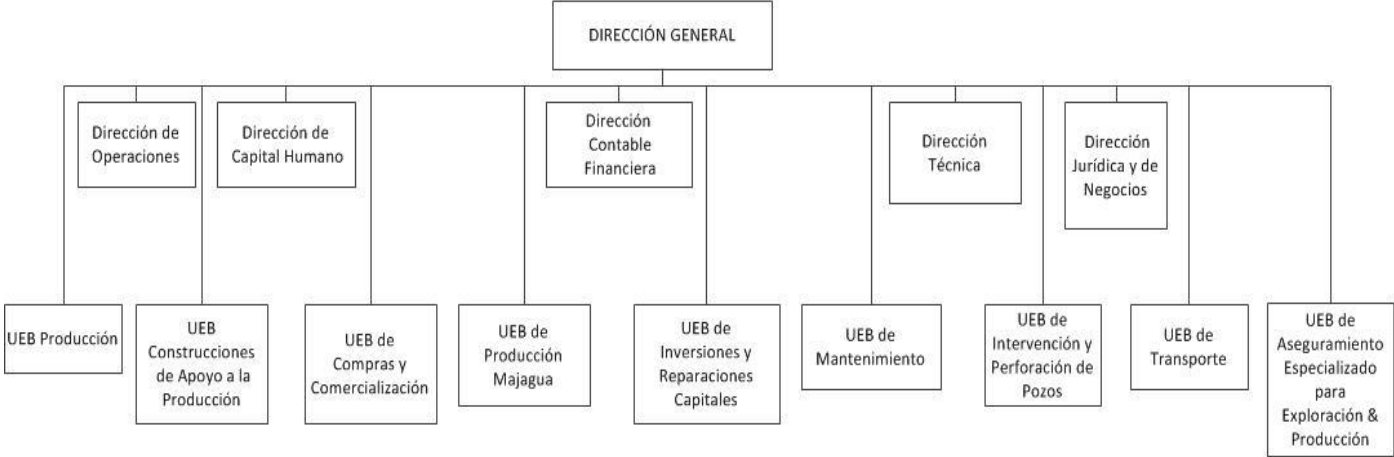 DIRECCIÓN GENERAL
Dirección de
Operaciones
Dirección de
Capital Humano
Dirección
Contable
Financiera
Dirección
Técnica
Dirección
Jurídica y de
Negocios
UEB Producción
UEB
Construcciones
de Apoyo a la
Producción
UEB de
Compras y
Comercialización
UEB de
Producción
Majagua
UEB de
Inversiones y
Reparaciones
Capitales
UEB de
Mantenimiento
UEB de
Intervención y
Perforación de
Pozos
UEB de
Transporte
UEB de
Aseguramiento
Especializado
para
Exploración &
Producción